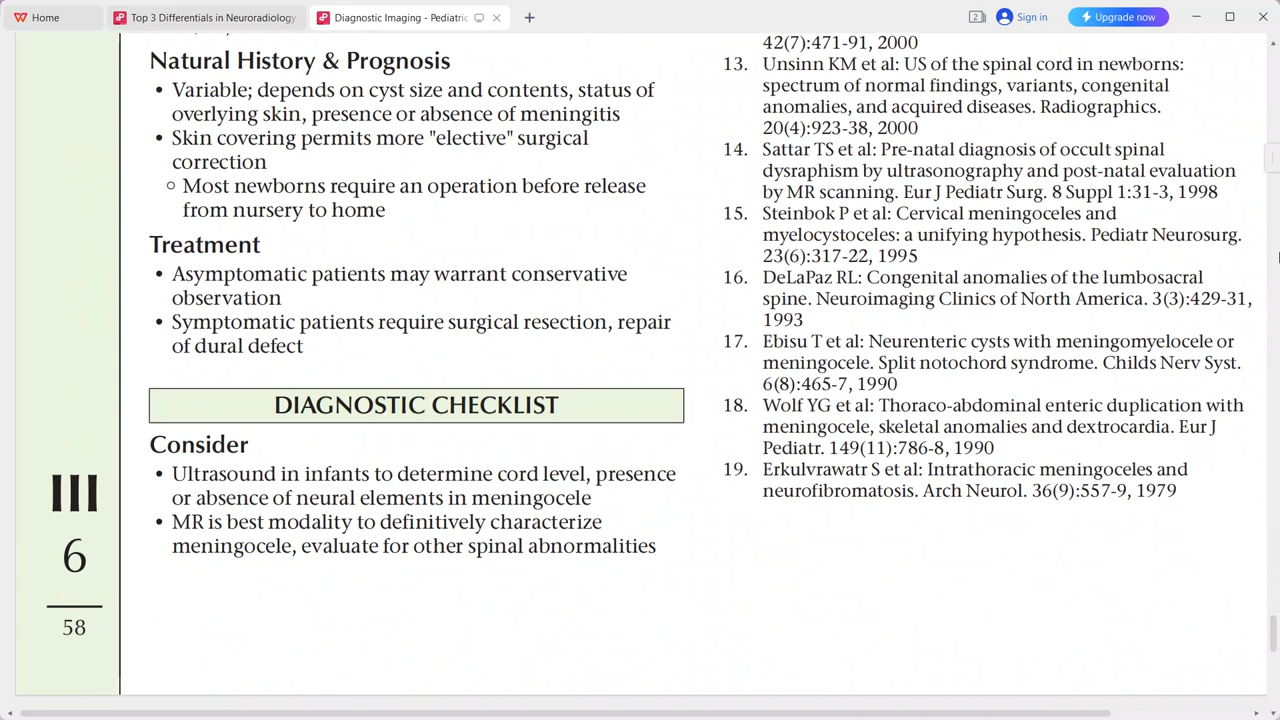 Home
Top 3 Differentials in Neuroradiology.
Diagnostic Imaging - Pediatric
Sign in
Upgrade now
Natural History & Prognosis
• Variable; depends on cyst size and contents, status of
overlying skin, presence or absence of meningitis
• Skin covering permits more "elective" surgical
correction
○ Most newborns require an operation before release
from nursery to home
Treatment
• Asymptomatic patients may warrant conservative
observation
• Symptomatic patients require surgical resection, repair
of dural defect
DIAGNOSTIC CHECKLIST
Consider
• Ultrasound in infants to determine cord level, presence
or absence of neural elements in meningocele
• MR is best modality to definitively characterize
meningocele, evaluate for other spinal abnormalities
III
6
58
42(7):471-91, 2000
13. Unsinn KM et al: US of the spinal cord in newborns:
spectrum of normal findings, variants, congenital
anomalies, and acquired diseases. Radiographics.
20(4):923-38, 2000
14. Sattar TS et al: Pre-natal diagnosis of occult spinal
dysraphism by ultrasonography and post-natal evaluation
by MR scanning. Eur J Pediatr Surg. 8 Suppl 1:31-3, 1998
15. Steinbok P et al: Cervical meningoceles and
myelocystoceles: a unifying hypothesis. Pediatr Neurosurg.
23(6):317-22, 1995
16. DeLaPaz RL: Congenital anomalies of the lumbosacral
spine. Neuroimaging Clinics of North America. 3(3):429-31,
1993
17. Ebisu T et al: Neurenteric cysts with meningomyelocele or
meningocele. Split notochord syndrome. Childs Nerv Syst.
6(8):465-7, 1990
18. Wolf YG et al: Thoraco-abdominal enteric duplication with
meningocele, skeletal anomalies and dextrocardia. Eur J
Pediatr. 149(11):786-8, 1990
19. Erkulvrawatr S et al: Intrathoracic meningoceles and
neurofibromatosis. Arch Neurol. 36(9):557-9, 1979